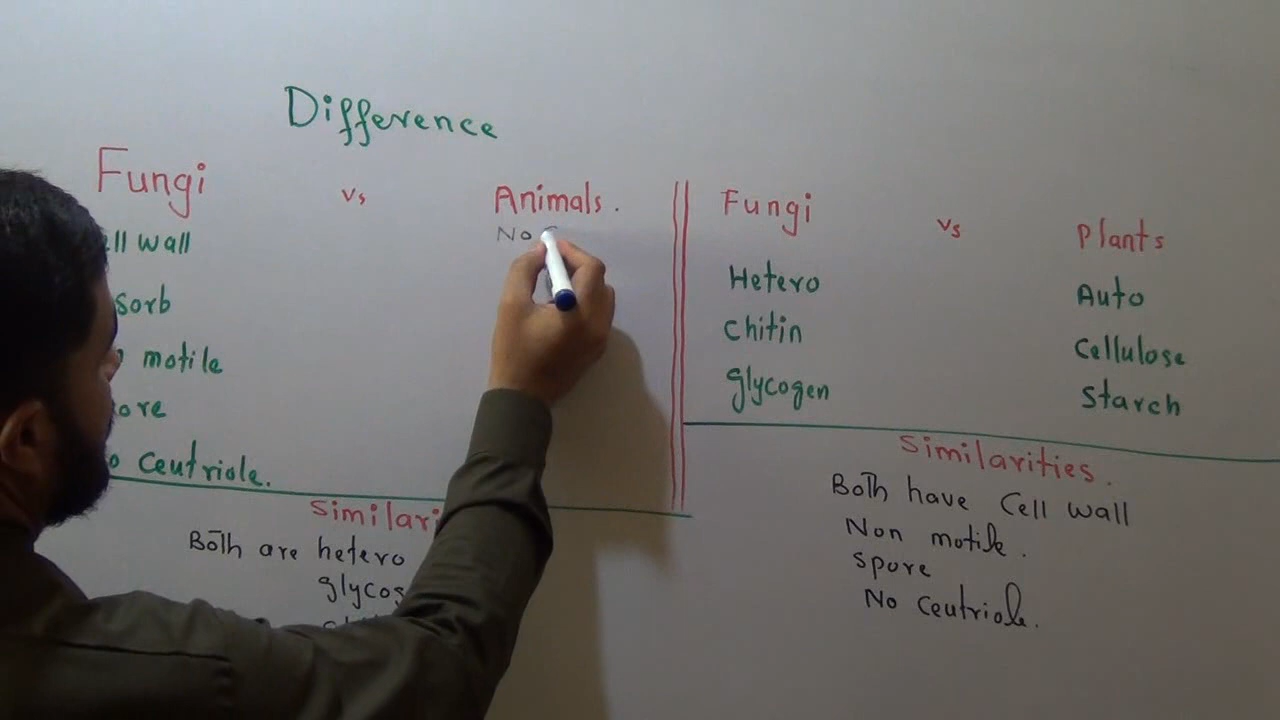 Difference
Fungi vs Animals.
ell wall
No
sorb
motile
ore
o Centriole.
Similari
Both are hetero
glycog
Fungi vs Plants
Hetero Auto
Chitin Cellulose
glycogen Starch
Similarities.
Both have Cell wall
Non motile.
Spore
No Centriole.